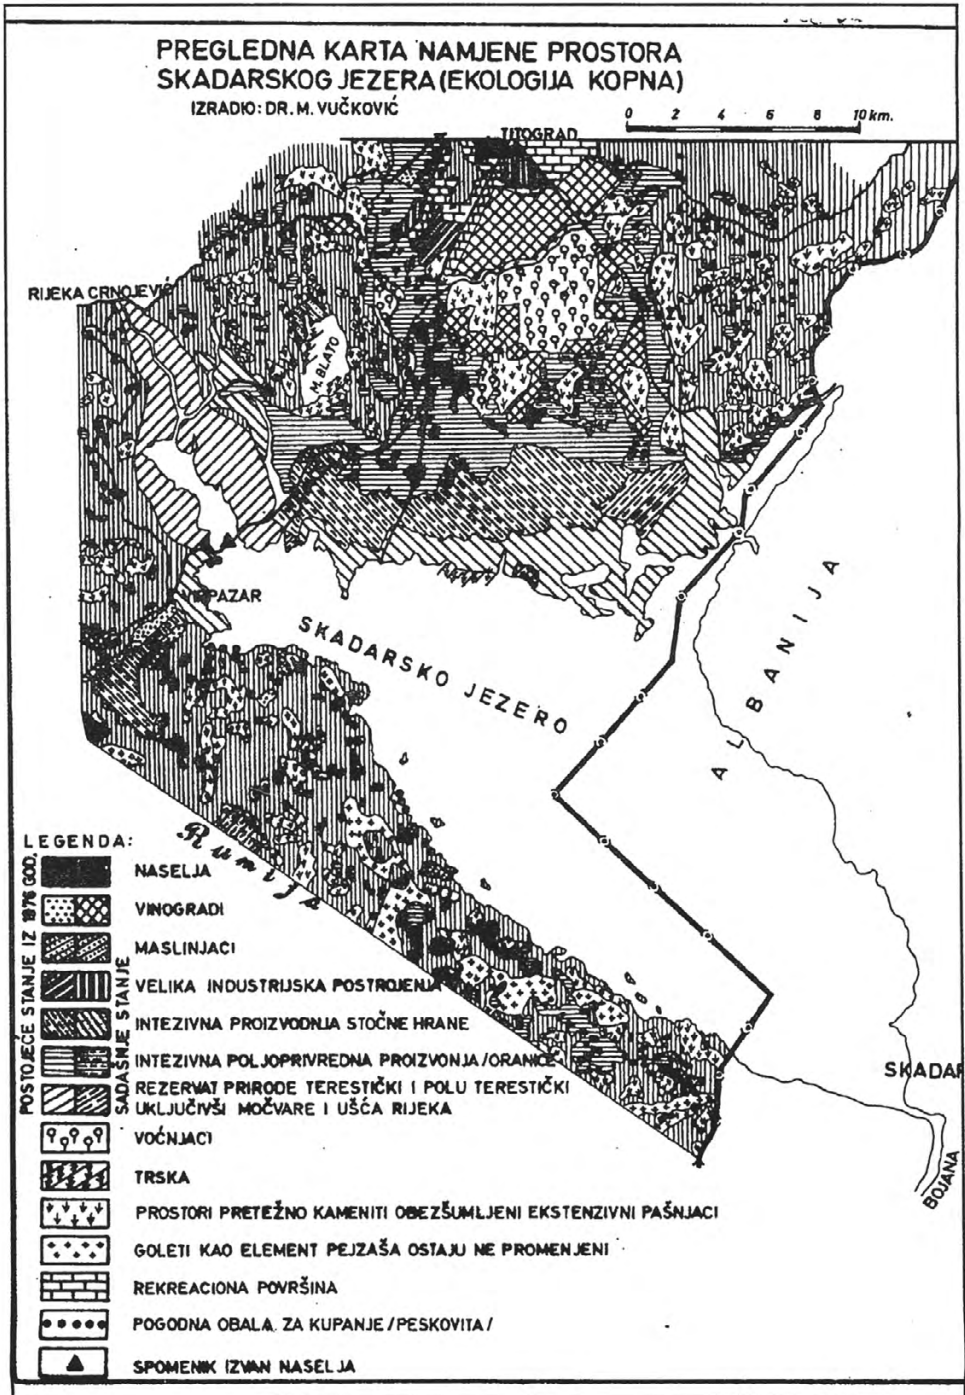 PREGLEDNA KARTA NAMJENE PROSTORA
SKADARSKOG JEZERA (EKOLOGIJA KOPNA)
IZRADIO: DR. M. VUČKOVIĆ
0 2 4 6 8 10 km.
TITOGRAD
RIJEKA CRNOJEVIĆ
M. BLATO
VIRPAZAR
SKADARSKO JEZERO
ALBANIJA
Rumija
SKADAR
BOJANA
LEGENDA:
POSTOJEĆE STANJE IZ 1976 GOD.
SADAŠNJE STANJE
NASELJA
VINOGRADI
MASLINJACI
VELIKA INDUSTRIJSKA POSTROJENJA
INTEZIVNA PROIZVODNJA STOČNE HRANE
INTEZIVNA POLJOPRIVREDNA PROIZVONJA/ORANICE
REZERVAT PRIRODE TERESTIČKI I POLU TERESTIČKI
UKLJUČIVŠI MOČVARE I UŠĆA RIJEKA
VOĆNJACI
TRSKA
PROSTORI PRETEŽNO KAMENITI OBEZŠUMLJENI EKSTENZIVNI PAŠNJACI
GOLETI KAO ELEMENT PEJZAŠA OSTAJU NE PROMENJENI
REKREACIONA POVRŠINA
POGODNA OBALA ZA KUPANJE /PESKOVITA/
SPOMENIK IZVAN NASELJA